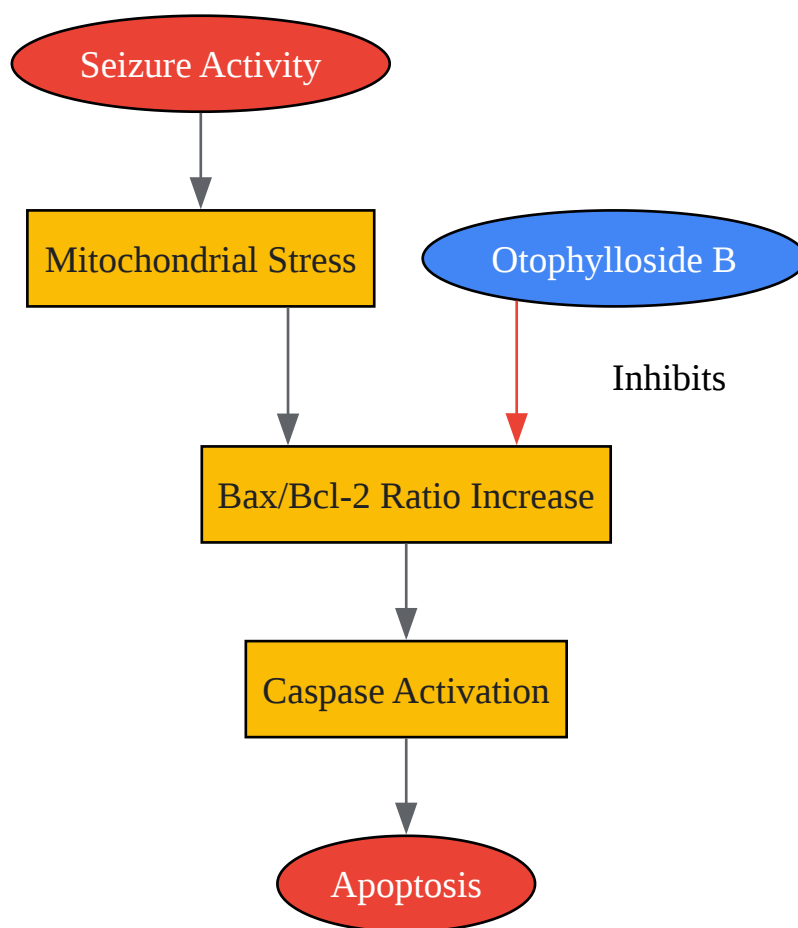 Seizure Activity
Mitochondrial Stress
Otophylloside B
Inhibits
Bax/Bcl-2 Ratio Increase
Caspase Activation
Apoptosis